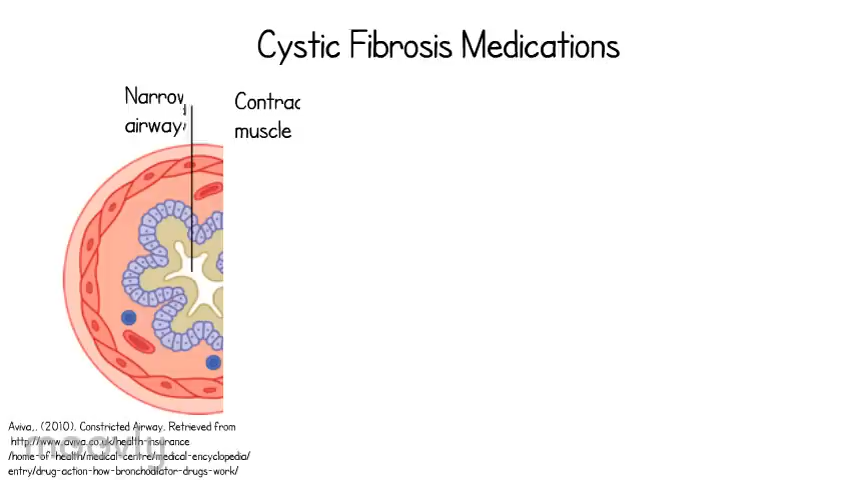 Cystic Fibrosis Medications
Narrow
airway
Contrac
muscle
Aviva,. (2010). Constricted Airway. Retrieved from
http://www.aviva.co.uk/health-insurance
/home-of-health/medical-centre/medical-encyclopedia/
entry/drug-action-how-bronchodilator-drugs-work/
moovly